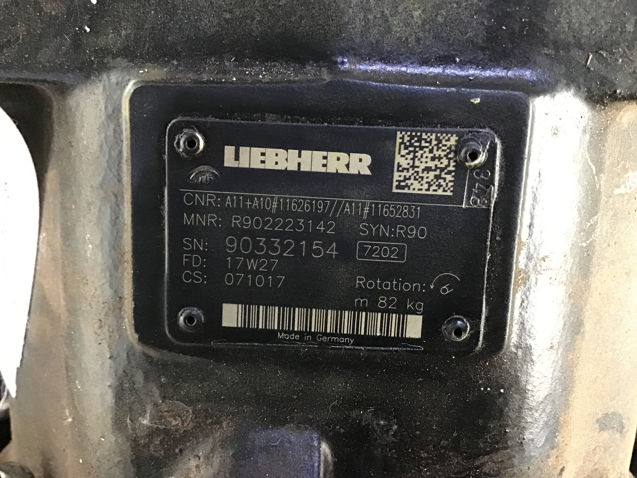 LIEBHERR
CNR: A11+A10#11626197//A11#11652831
MNR: R902223142 SYN:R90
SN: 90332154 7202
FD: 17W27
CS: 071017 Rotation:
m 82 kg
Made in Germany